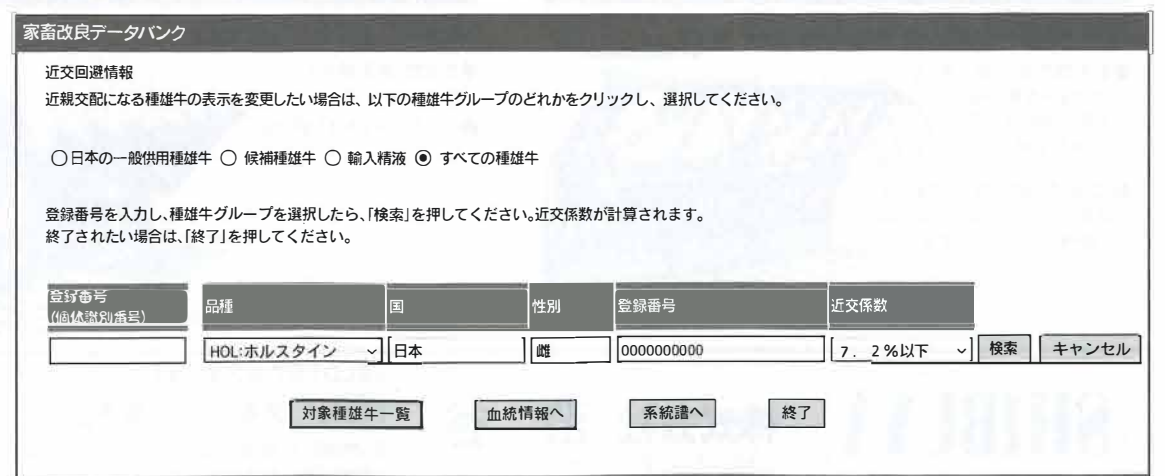 家畜改良データバンク
近交回避情報
近親交配になる種雄牛の表示を変更したい場合は、以下の種雄牛グループのどれかをクリックし、選択してください。
○日本の一般供用種雄牛 ○ 候補種雄牛 ○ 輸入精液 ◉ すべての種雄牛
登録番号を入力し、種雄牛グループを選択したら、「検索」を押してください。近交係数が計算されます。
終了されたい場合は、「終了」を押してください。
登録番号
(個体識別番号)
品種 国 性別 登録番号 近交係数
HOL:ホルスタイン 日本 雌 0000000000 7. 2%以下 検索 キャンセル
対象種雄牛一覧 血統情報へ 系統譜へ 終了